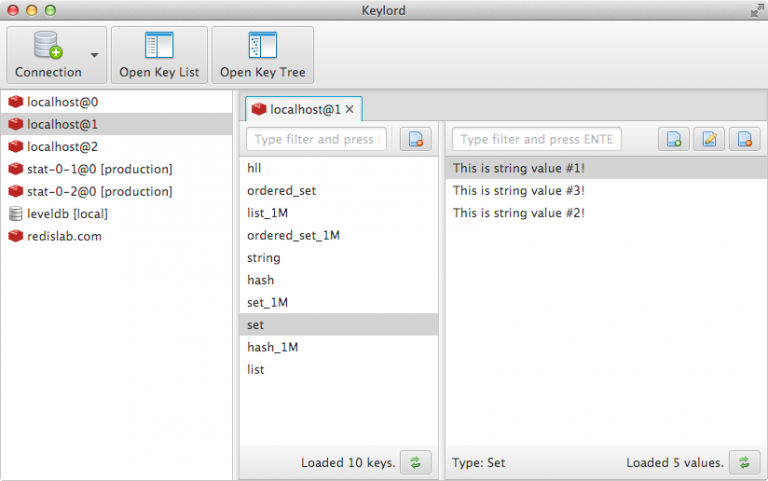 Keylord
Connection
Open Key List
Open Key Tree
localhost@0
localhost@1
localhost@2
stat-0-1@0 [production]
stat-0-2@0 [production]
leveldb [local]
redislab.com
localhost@1
Type filter and press
hll
ordered_set
list_1M
ordered_set_1M
string
hash
set_1M
set
hash_1M
list
Loaded 10 keys.
Type filter and press ENTE
This is string value #1!
This is string value #3!
This is string value #2!
Type: Set
Loaded 5 values.